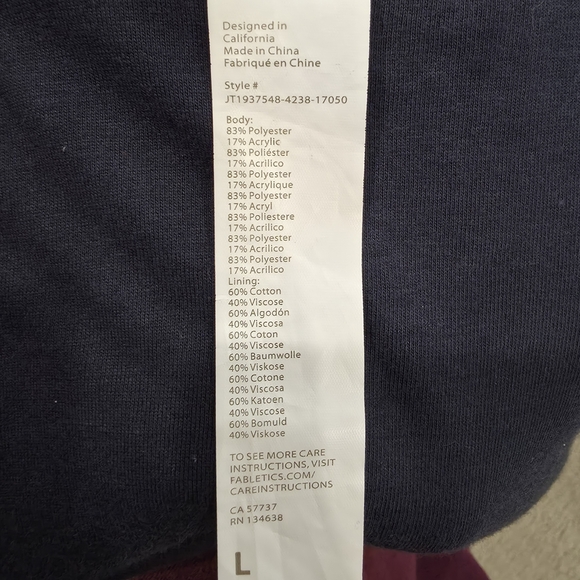 Designed in
California
Made in China
Fabriqué en Chine
Style #
JT1937548-4238-17050
Body:
83% Polyester
17% Acrylic
83% Poliéster
17% Acrílico
83% Polyester
17% Acrylique
83% Polyester
17% Acryl
83% Poliestere
17% Acrilico
83% Polyester
17% Acrilico
83% Polyester
17% Acrilico
Lining:
60% Cotton
40% Viscose
60% Algodón
40% Viscosa
60% Coton
40% Viscose
60% Baumwolle
40% Viskose
60% Cotone
40% Viscosa
60% Katoen
40% Viscose
60% Bomuld
40% Viskose
TO SEE MORE CARE
INSTRUCTIONS, VISIT
FABLETICS.COM/
CAREINSTRUCTIONS
CA 57737
RN 134638
L